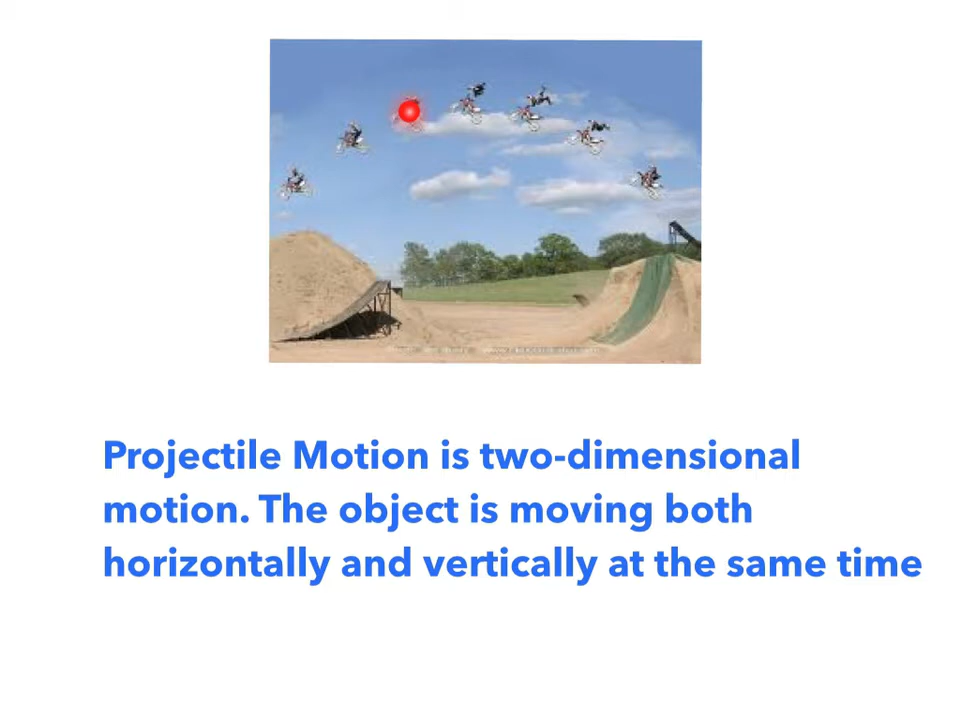 Projectile Motion is two-dimensional
motion. The object is moving both
horizontally and vertically at the same time